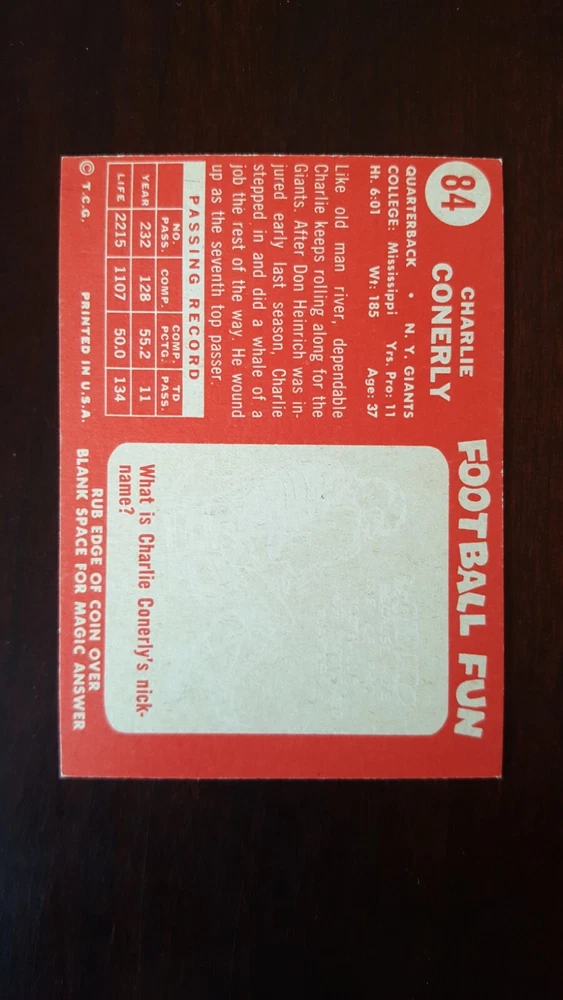 84
CHARLIE
CONERLY
QUARTERBACK • N. Y. GIANTS
COLLEGE: Mississippi Yrs. Pro: 11
Ht. 6:01 Wt: 185 Age: 37
Like old man river, dependable
Charlie keeps rolling along for the
Giants. After Don Heinrich was in-
jured early last season, Charlie
stepped in and did a whale of a
job the rest of the way. He wound
up as the seventh top passer.
PASSING RECORD
NO. PASS. COMP. COMP. PCTG. TD PASS.
YEAR 232 128 55.2 11
LIFE 2215 1107 50.0 134
© T.C.G. PRINTED IN U.S.A.
FOOTBALL FUN
What is Charlie Conerly's nick-
name?
RUB EDGE OF COIN OVER
BLANK SPACE FOR MAGIC ANSWER